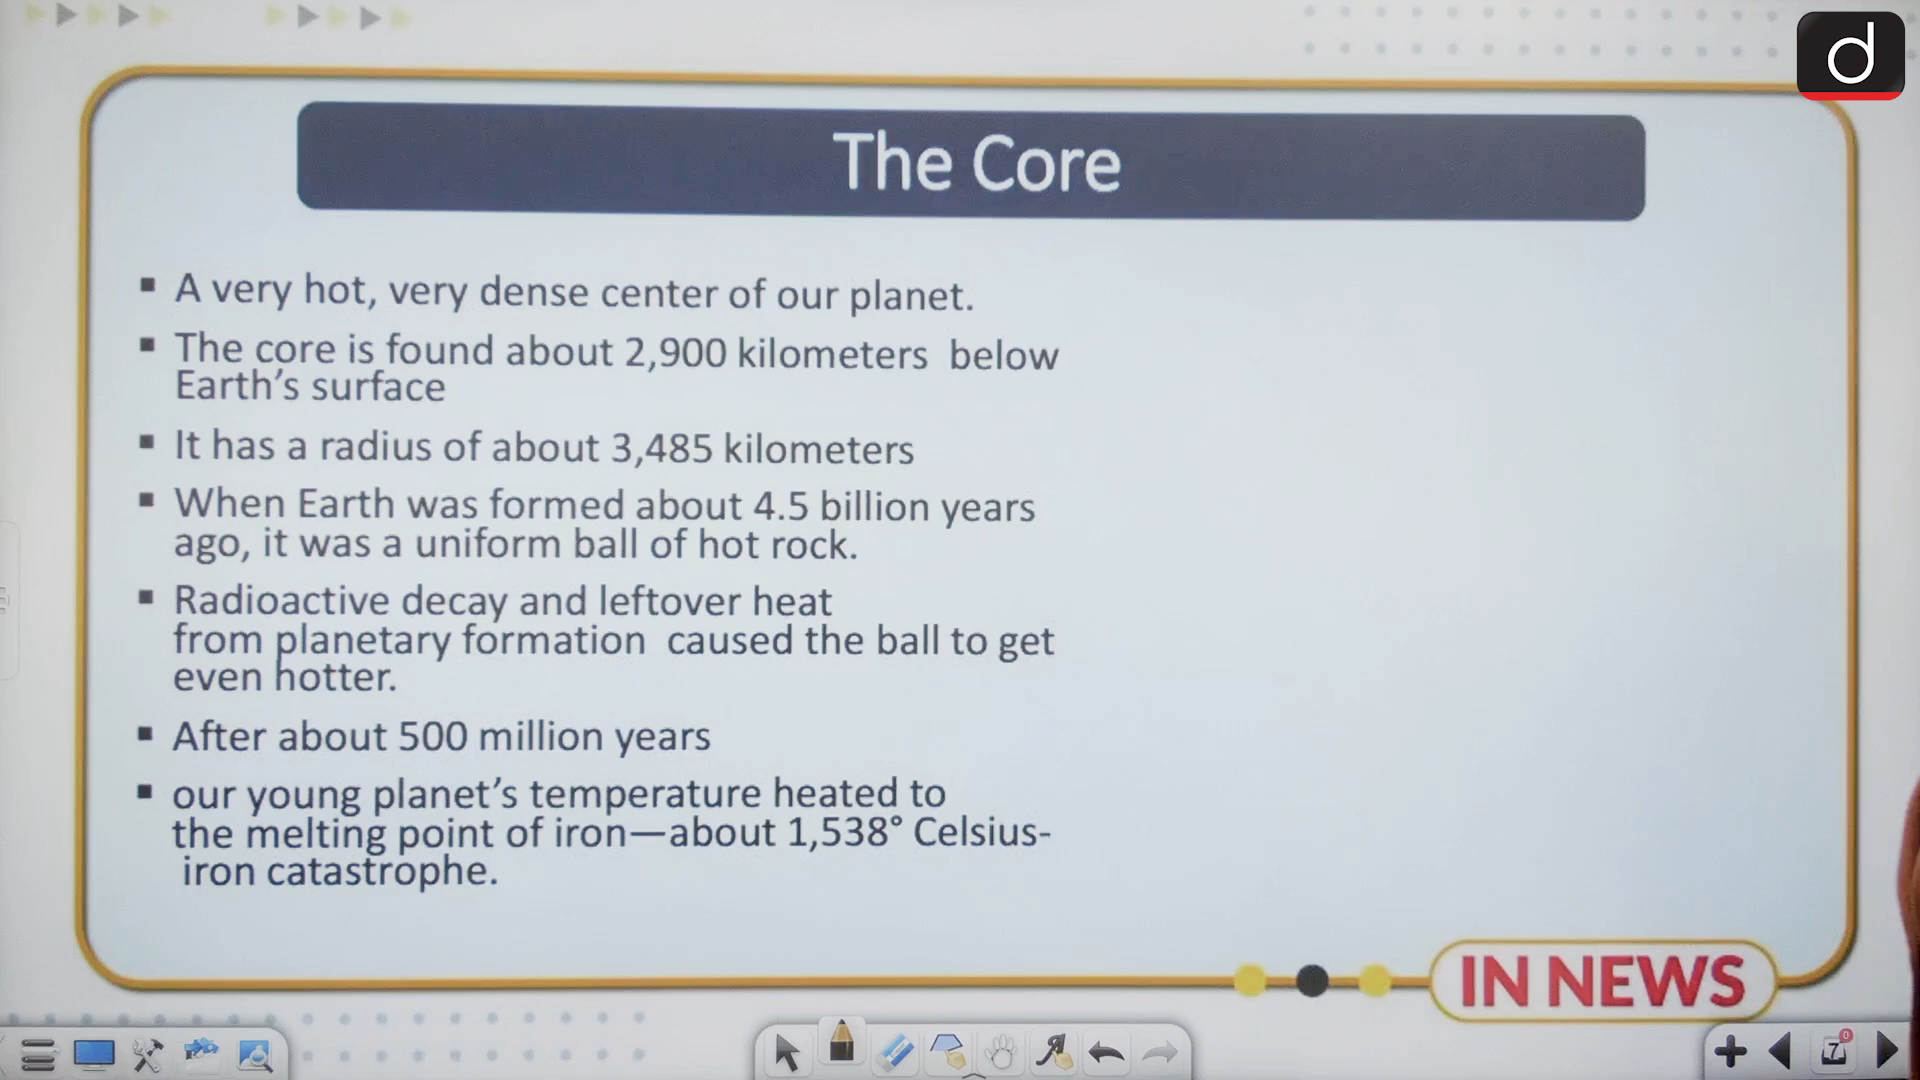 d
The Core
▪ A very hot, very dense center of our planet.
▪ The core is found about 2,900 kilometers below
Earth's surface
▪ It has a radius of about 3,485 kilometers
▪ When Earth was formed about 4.5 billion years
ago, it was a uniform ball of hot rock.
▪ Radioactive decay and leftover heat
from planetary formation caused the ball to get
even hotter.
▪ After about 500 million years
▪ our young planet's temperature heated to
the melting point of iron—about 1,538° Celsius-
iron catastrophe.
IN NEWS
7
0